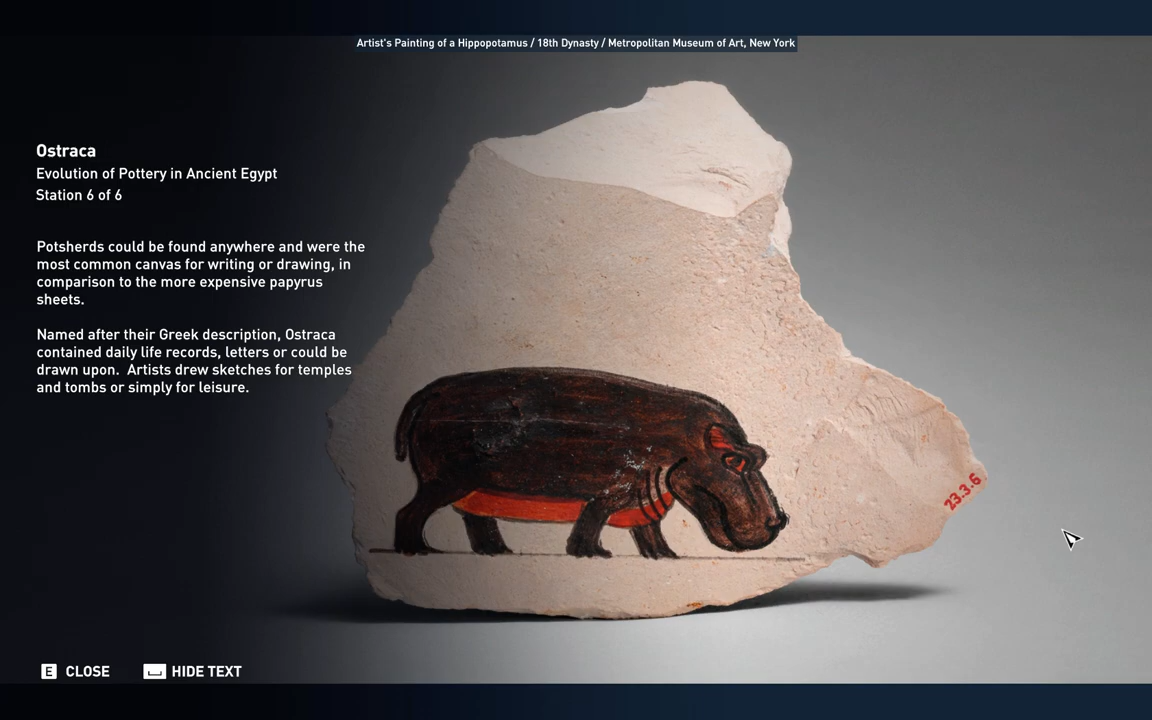 Artist's Painting of a Hippopotamus / 18th Dynasty / Metropolitan Museum of Art, New York
Ostraca
Evolution of Pottery in Ancient Egypt
Station 6 of 6
Potsherds could be found anywhere and were the
most common canvas for writing or drawing, in
comparison to the more expensive papyrus
sheets.
Named after their Greek description, Ostraca
contained daily life records, letters or could be
drawn upon.  Artists drew sketches for temples
and tombs or simply for leisure.
23.3.6
E CLOSE
HIDE TEXT